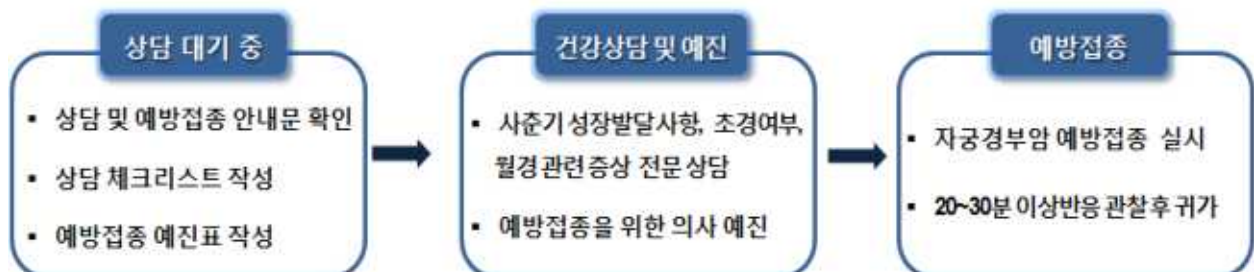 상담 대기 중
▪ 상담 및 예방접종 안내문 확인
▪ 상담 체크리스트 작성
▪ 예방접종 예진표 작성
건강상담 및 예진
▪ 사춘기 성장발달사항, 초경여부,
월경 관련 증상 전문 상담
▪ 예방접종을 위한 의사 예진
예방접종
▪ 자궁경부암 예방접종 실시
▪ 20~30분 이상반응 관찰 후 귀가